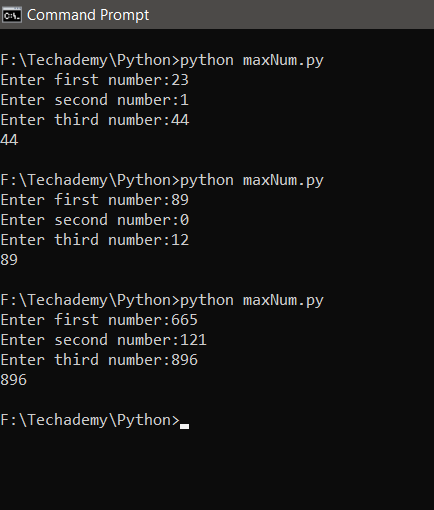 Command Prompt
F:\Techademy\Python>python maxNum.py
Enter first number:23
Enter second number:1
Enter third number:44
44
F:\Techademy\Python>python maxNum.py
Enter first number:89
Enter second number:0
Enter third number:12
89
F:\Techademy\Python>python maxNum.py
Enter first number:665
Enter second number:121
Enter third number:896
896
F:\Techademy\Python>